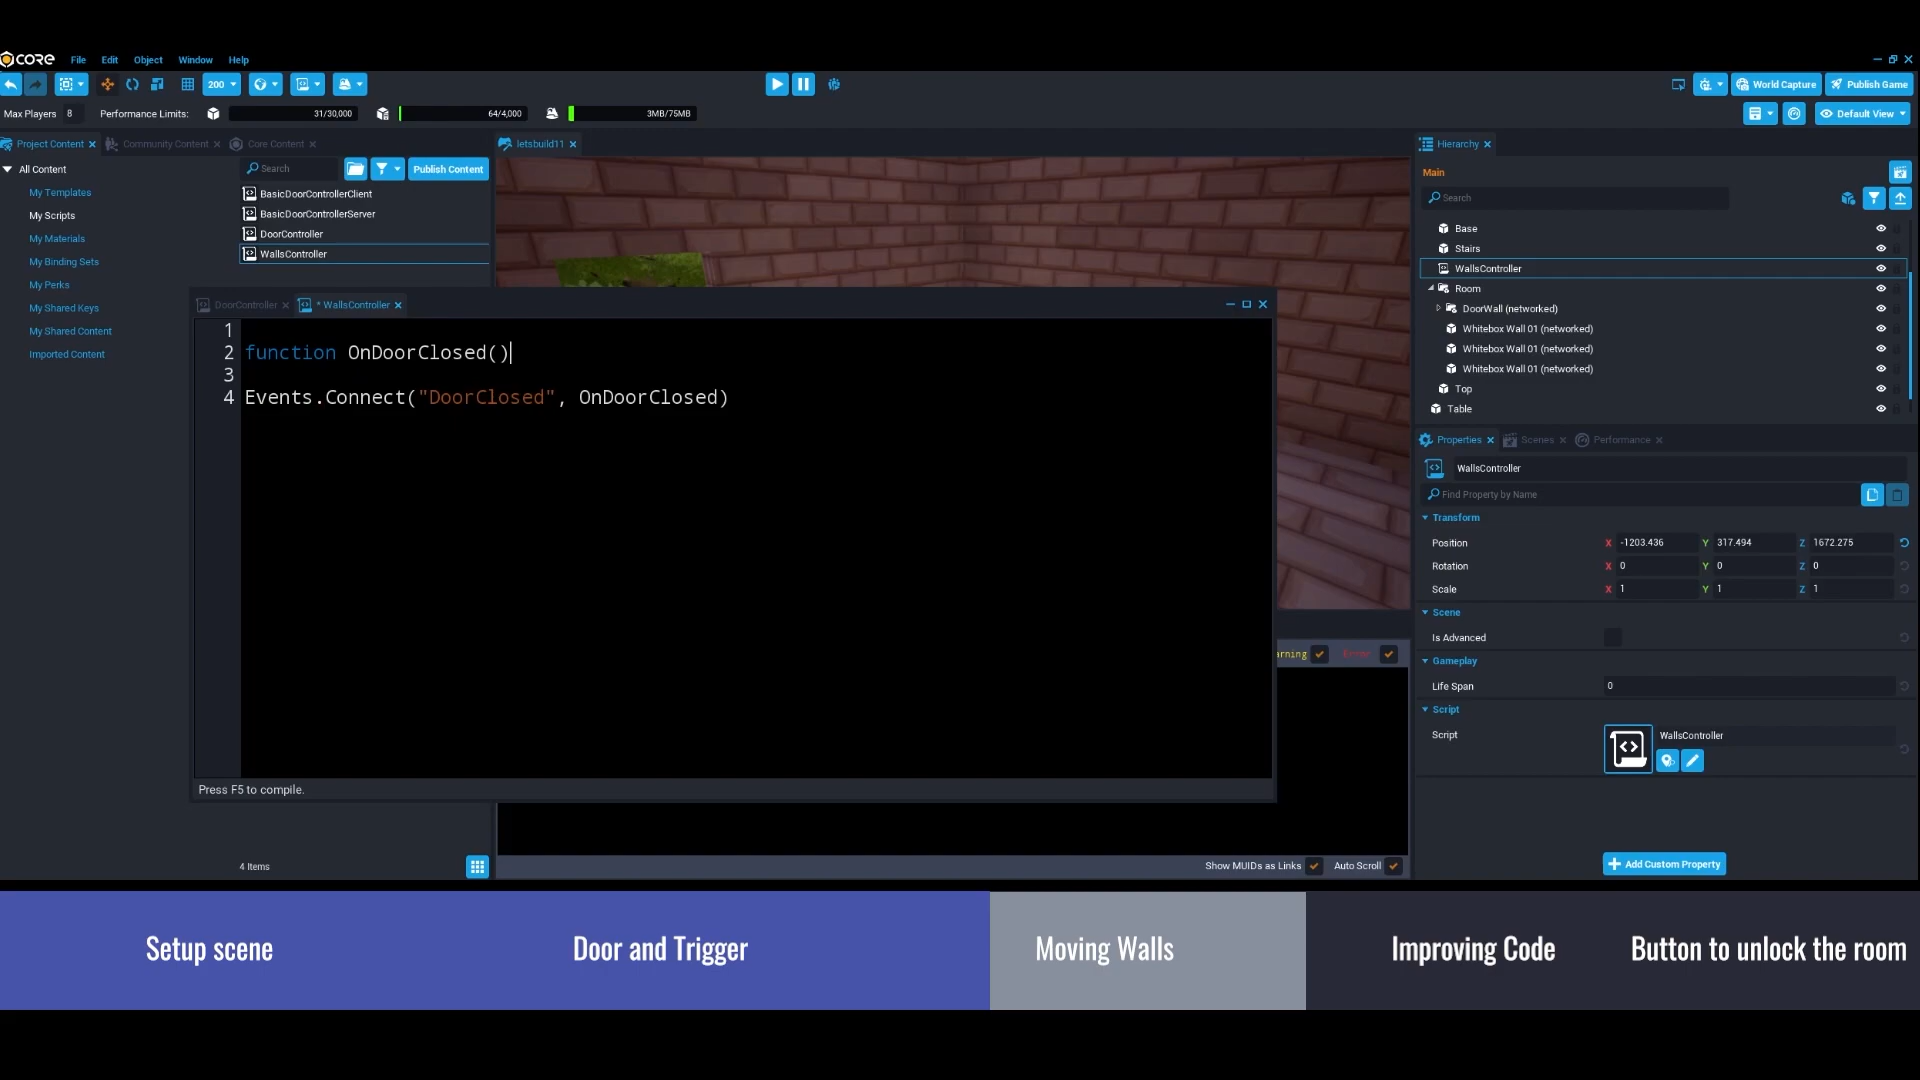 CORE File Edit Object Window Help
200 World Capture Publish Game
Max Players 8 Performance Limits: 31/30,000 64/4,000 3MB/75MB Default View
Project Content Community Content Core Content letsbuild11 Hierarchy
All Content Search Publish Content Main
My Templates
My Scripts
My Materials
My Binding Sets
My Perks
My Shared Keys
My Shared Content
Imported Content
BasicDoorControllerClient
BasicDoorControllerServer
DoorController
WallsController
4 Items
DoorController * WallsController
1
2 function OnDoorClosed()
3
4 Events.Connect("DoorClosed", OnDoorClosed)
Press F5 to compile.
arning Error
Show MUIDs as Links Auto Scroll
Search
Base
Stairs
WallsController
Room
DoorWall (networked)
Whitebox Wall 01 (networked)
Whitebox Wall 01 (networked)
Whitebox Wall 01 (networked)
Top
Table
Properties Scenes Performance
WallsController
Find Property by Name
Transform
Position X -1203.436 Y 317.494 Z 1672.275
Rotation X 0 Y 0 Z 0
Scale X 1 Y 1 Z 1
Scene
Is Advanced
Gameplay
Life Span 0
Script
Script WallsController
Add Custom Property
Setup scene Door and Trigger Moving Walls Improving Code Button to unlock the room